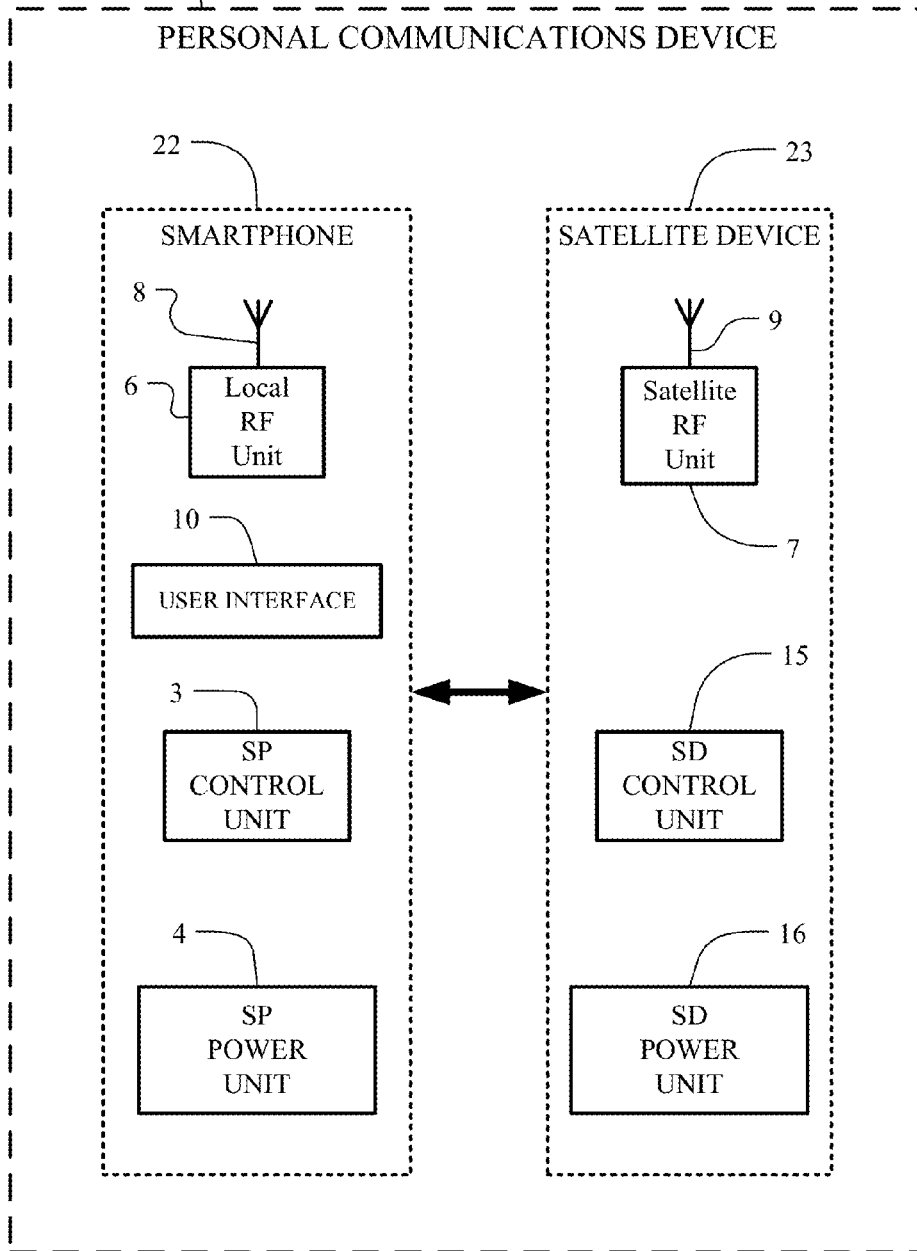 PERSONAL COMMUNICATIONS DEVICE
22
23
SMARTPHONE
SATELLITE DEVICE
8
9
6
Local
RF
Unit
Satellite
RF
Unit
7
10
USER INTERFACE
3
15
SP
CONTROL
UNIT
SD
CONTROL
UNIT
4
16
SP
POWER
UNIT
SD
POWER
UNIT